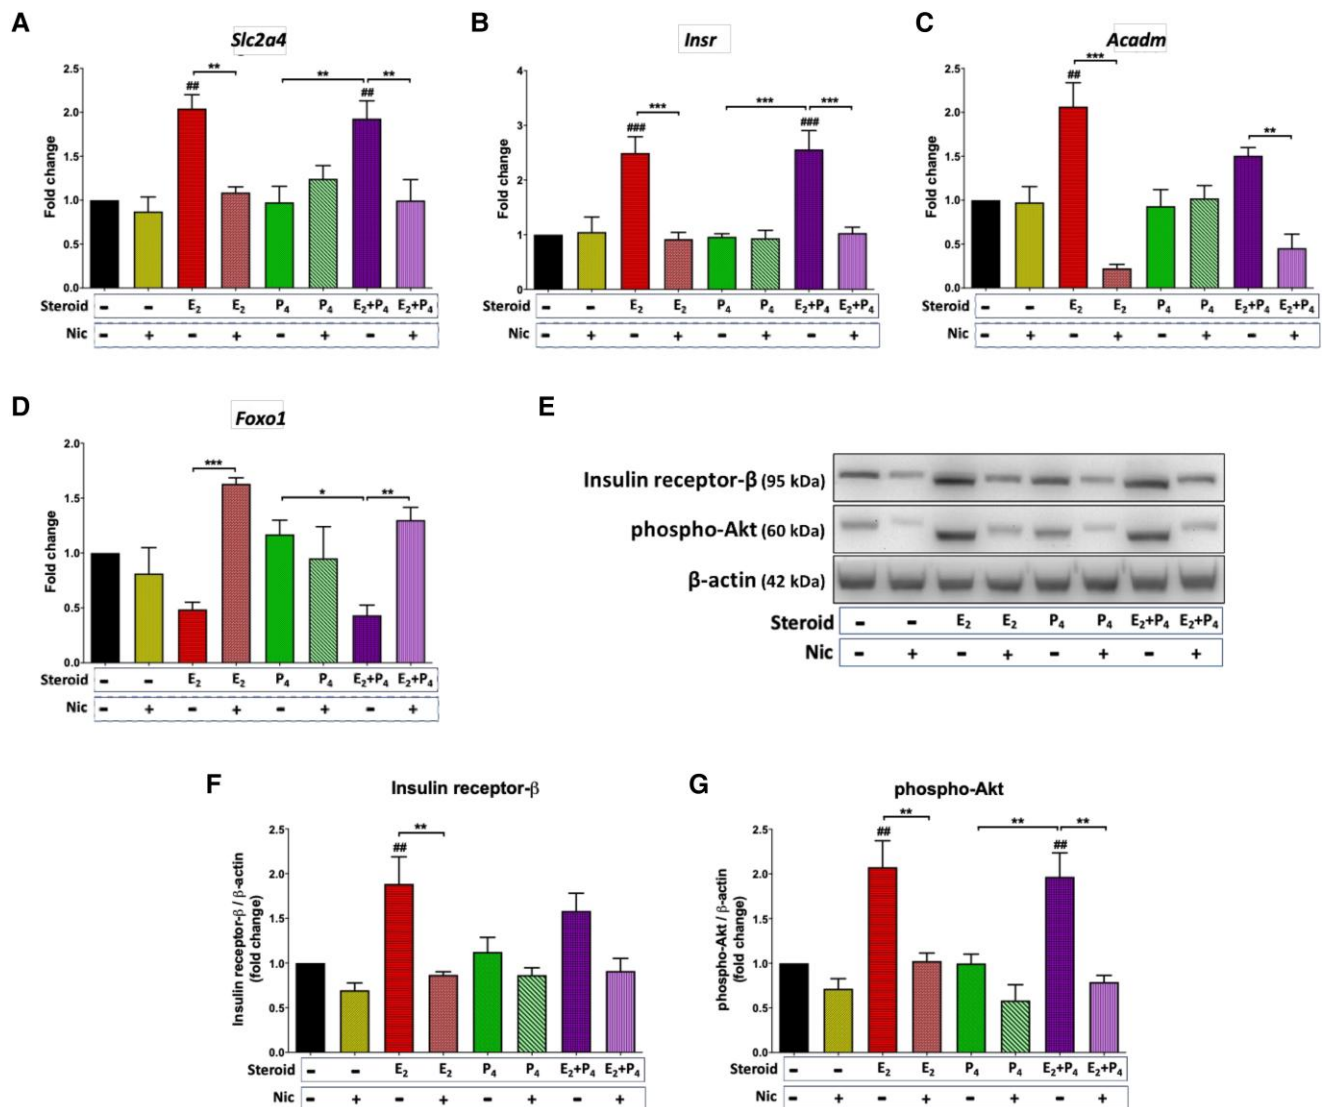 A
Slc2a4
Fold change
2.5
2.0
1.5
1.0
0.5
0.0
** ** **
## ##
Steroid - - E₂ E₂ P₄ P₄ E₂+P₄ E₂+P₄
Nic - + - + - + - +
B
Insr
Fold change
4
3
2
1
0
*** *** ***
### ###
Steroid - - E₂ E₂ P₄ P₄ E₂+P₄ E₂+P₄
Nic - + - + - + - +
C
Acadm
Fold change
2.5
2.0
1.5
1.0
0.5
0.0
*** **
##
Steroid - - E₂ E₂ P₄ P₄ E₂+P₄ E₂+P₄
Nic - + - + - + - +
D
Foxo1
Fold change
2.0
1.5
1.0
0.5
0.0
*** * **
Steroid - - E₂ E₂ P₄ P₄ E₂+P₄ E₂+P₄
Nic - + - + - + - +
E
Insulin receptor-β (95 kDa)
phospho-Akt (60 kDa)
β-actin (42 kDa)
Steroid - - E₂ E₂ P₄ P₄ E₂+P₄ E₂+P₄
Nic - + - + - + - +
F
Insulin receptor-β
Insulin receptor-β / β-actin
(fold change)
2.5
2.0
1.5
1.0
0.5
0.0
**
##
Steroid - - E₂ E₂ P₄ P₄ E₂+P₄ E₂+P₄
Nic - + - + - + - +
G
phospho-Akt
phospho-Akt / β-actin
(fold change)
2.5
2.0
1.5
1.0
0.5
0.0
** ** **
## ##
Steroid - - E₂ E₂ P₄ P₄ E₂+P₄ E₂+P₄
Nic - + - + - + - +